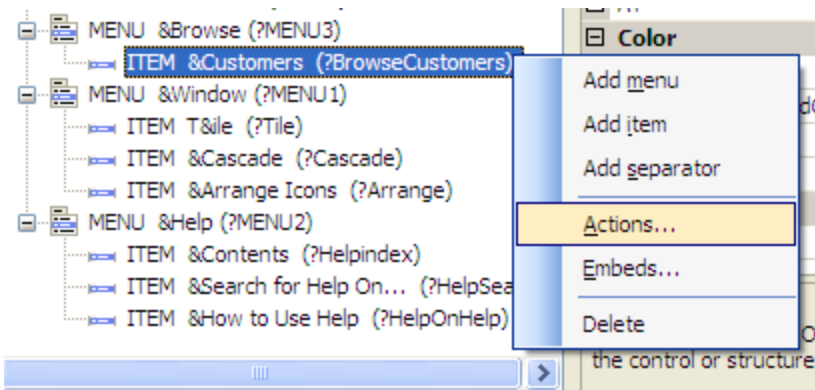 MENU &Browse (?MENU3)
ITEM &Customers (?BrowseCustomers)
MENU &Window (?MENU1)
ITEM T&ile (?Tile)
ITEM &Cascade (?Cascade)
ITEM &Arrange Icons (?Arrange)
MENU &Help (?MENU2)
ITEM &Contents (?Helpindex)
ITEM &Search for Help On... (?HelpSea
ITEM &How to Use Help (?HelpOnHelp)
Color
Add menu
Add item
Add separator
Actions...
Embeds...
Delete
the control or structure